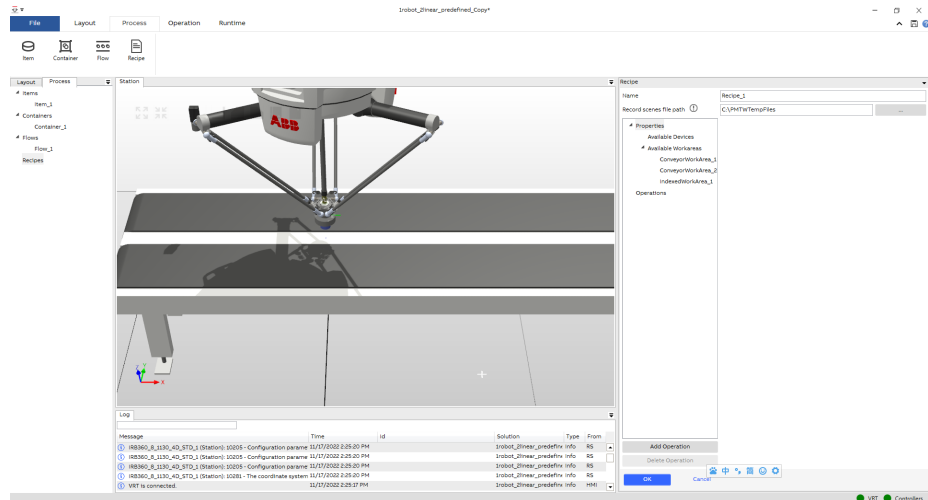 1robot_2linear_predefined_Copy*
File Layout Process Operation Runtime
Item Container Flow Recipe
Layout Process
Items
Item_1
Containers
Container_1
Flows
Flow_1
Recipes
Station
ABB
Z Y
X
Log
Message Time Id Solution Type From
IRB360_8_1130_4D_STD_1 (Station): 10205 - Configuration parame 11/17/2022 2:25:20 PM 1robot_2linear_predefine Info RS
IRB360_8_1130_4D_STD_1 (Station): 10205 - Configuration parame 11/17/2022 2:25:20 PM 1robot_2linear_predefine Info RS
IRB360_8_1130_4D_STD_1 (Station): 10205 - Configuration parame 11/17/2022 2:25:20 PM 1robot_2linear_predefine Info RS
IRB360_8_1130_4D_STD_1 (Station): 10281 - The coordinate system 11/17/2022 2:25:20 PM 1robot_2linear_predefine Info RS
VRT is connected. 11/17/2022 2:25:17 PM 1robot_2linear_predefine Info HMI
Recipe
Name Recipe_1
Record scenes file path C:\PMTWTempFiles ...
Properties
Available Devices
Available Workareas
ConveyorWorkArea_1
ConveyorWorkArea_2
IndexedWorkArea_1
Operations
Add Operation
Delete Operation
中 简
OK Cancel
VRT Controllers